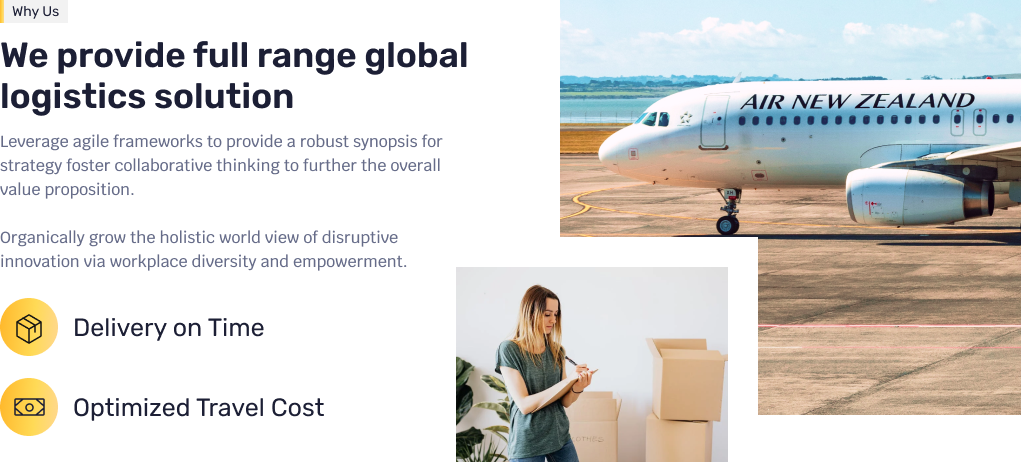 Why Us
We provide full range global
logistics solution
Leverage agile frameworks to provide a robust synopsis for
strategy foster collaborative thinking to further the overall
value proposition.
Organically grow the holistic world view of disruptive
innovation via workplace diversity and empowerment.
Delivery on Time
Optimized Travel Cost
AIR NEW ZEALAND